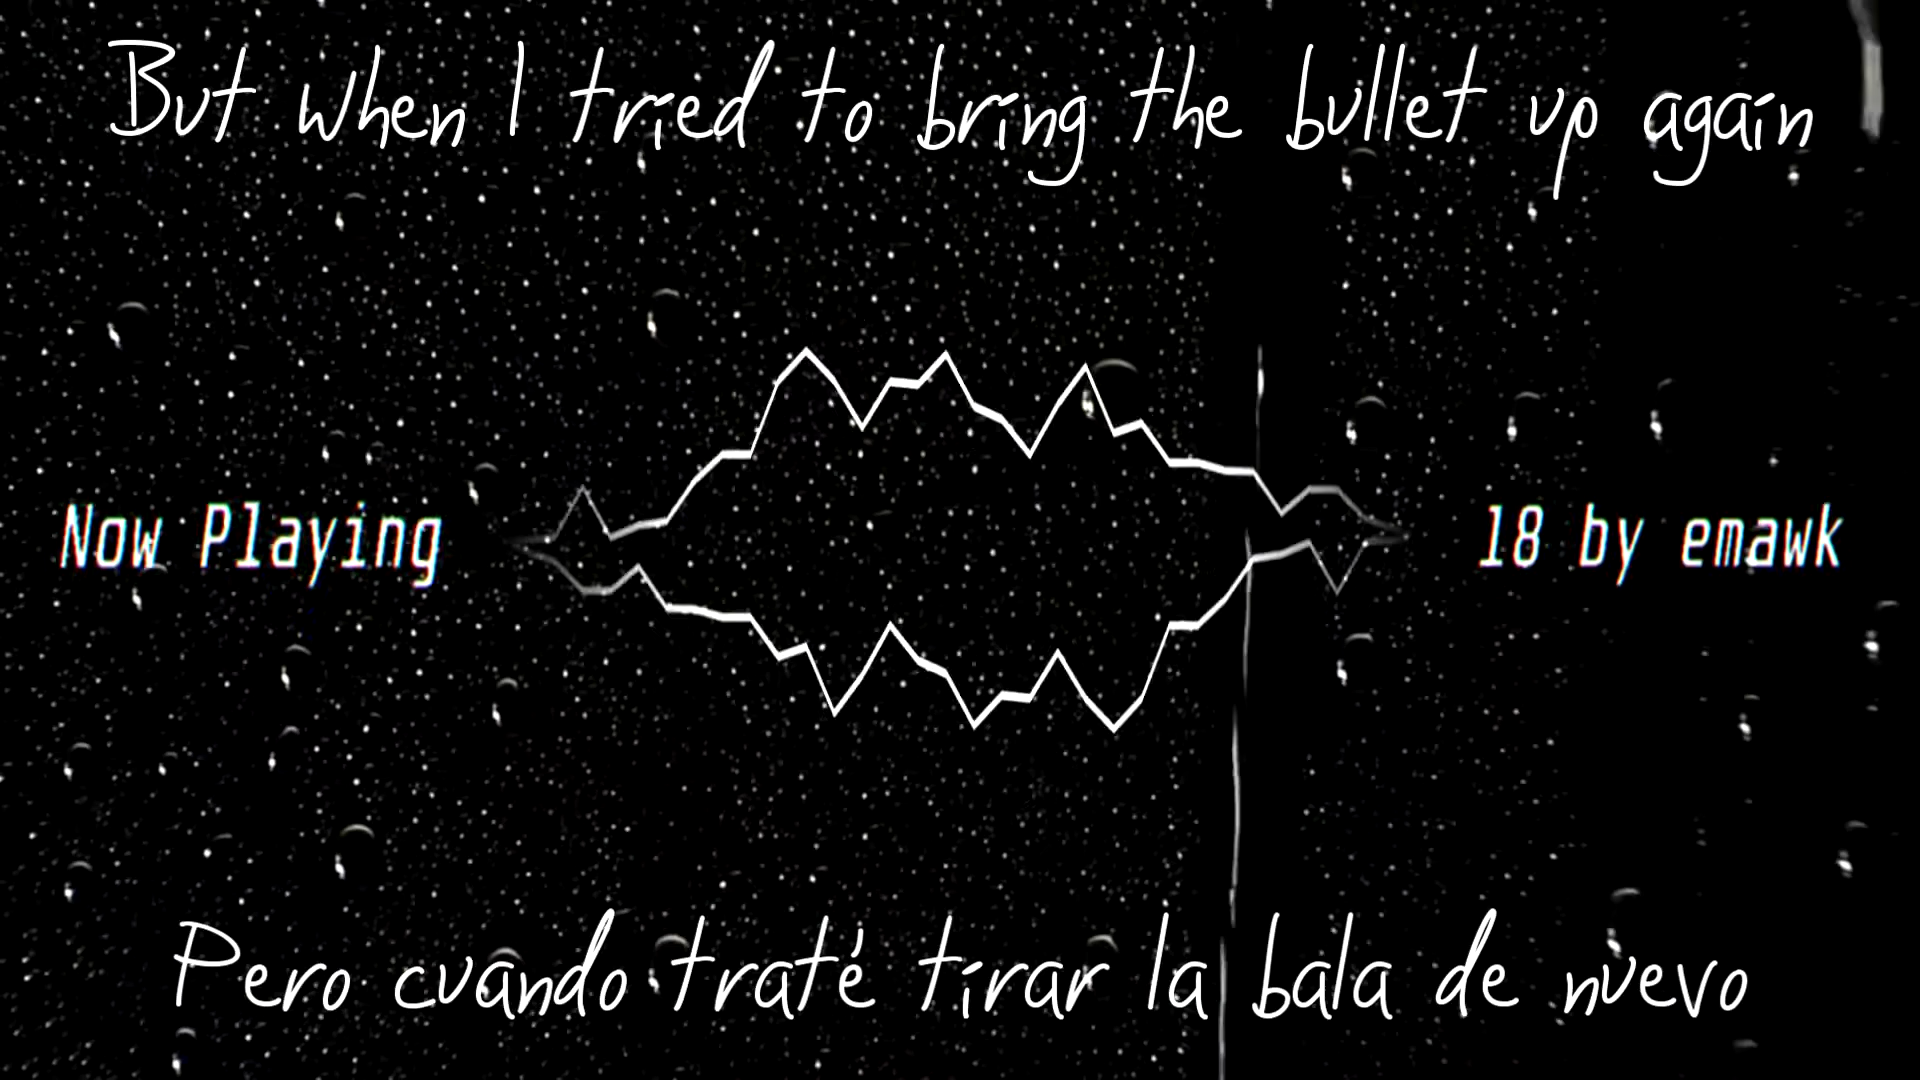 But when I tried to bring the bullet up again
Now Playing
18 by emawk
Pero cuando traté tirar la bala de nuevo